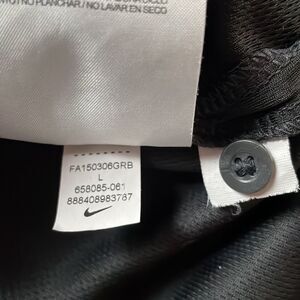 NO PLANCHAR / NO LAVAR EN SECO
FA150306GRB
L
658085-061
888408983787